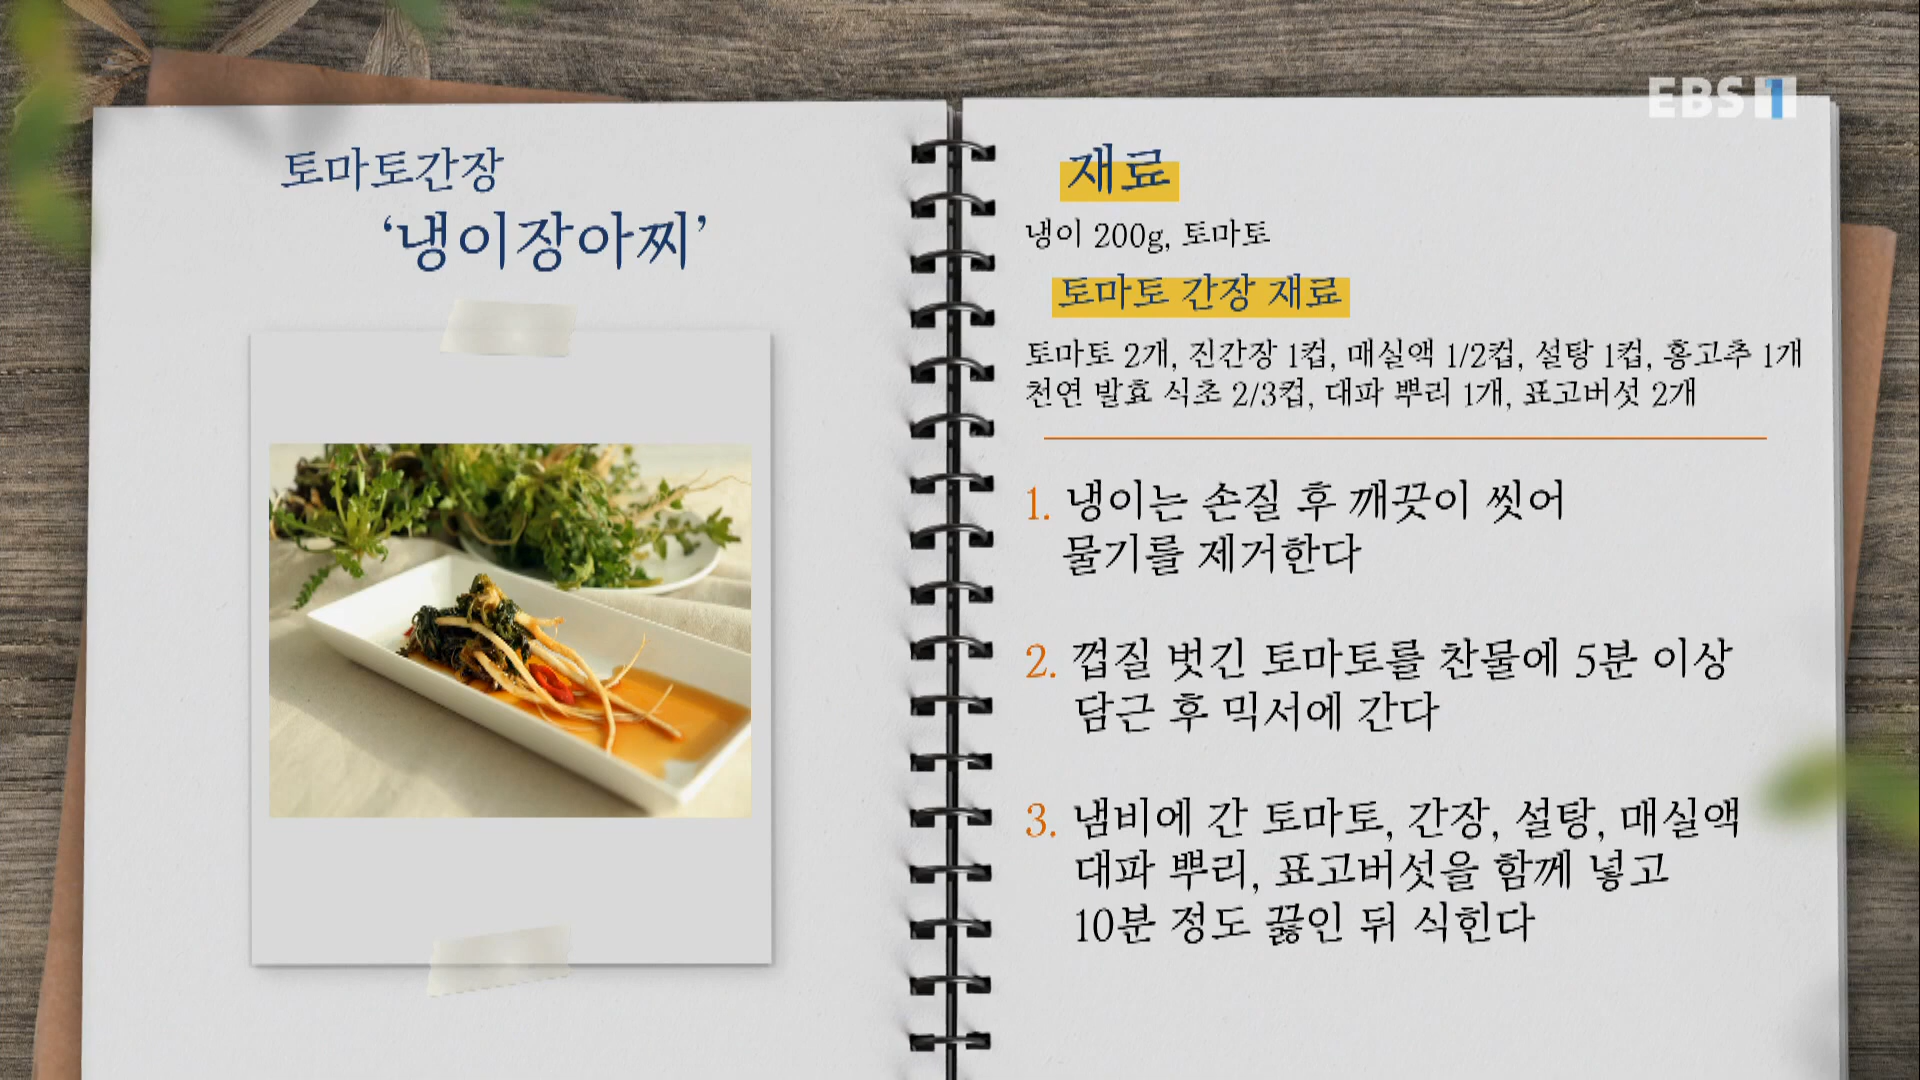 토마토간장
‘냉이장아찌’
EBS 1
재료
냉이 200g, 토마토
토마토 간장 재료
토마토 2개, 진간장 1컵, 매실액 1/2컵, 설탕 1컵, 홍고추 1개
천연 발효 식초 2/3컵, 대파 뿌리 1개, 표고버섯 2개
1. 냉이는 손질 후 깨끗이 씻어
물기를 제거한다
2. 껍질 벗긴 토마토를 찬물에 5분 이상
담근 후 믹서에 간다
3. 냄비에 간 토마토, 간장, 설탕, 매실액
대파 뿌리, 표고버섯을 함께 넣고
10분 정도 끓인 뒤 식힌다